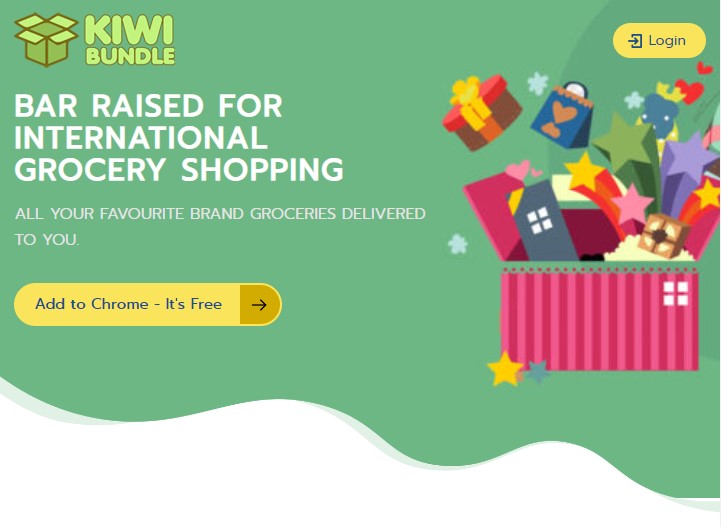 KIWI
BUNDLE
Login
BAR RAISED FOR
INTERNATIONAL
GROCERY SHOPPING
ALL YOUR FAVOURITE BRAND GROCERIES DELIVERED
TO YOU.
Add to Chrome - It's Free